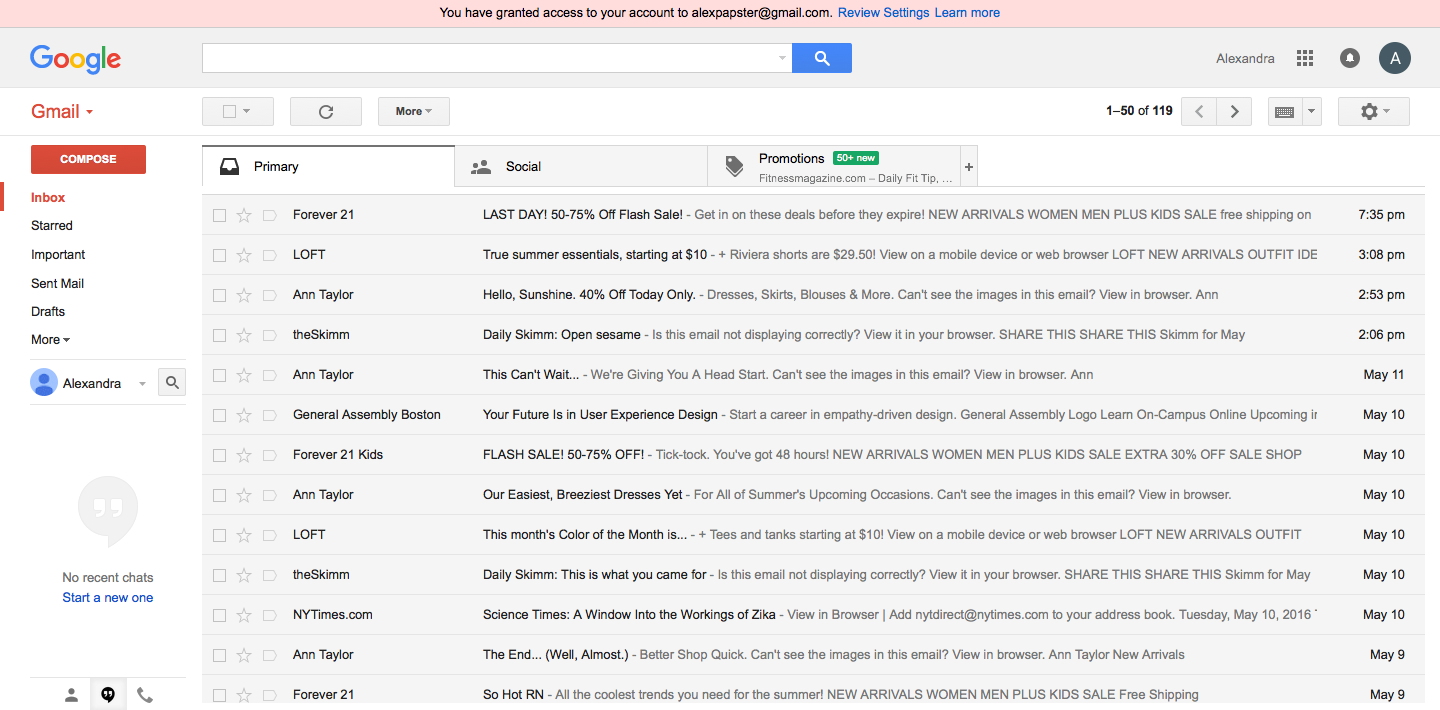 You have granted access to your account to alexpapster@gmail.com. Review Settings Learn more
Google
Alexandra
A
Gmail
More
1–50 of 119
COMPOSE
Primary
Social
Promotions 50+ new
Fitnessmagazine.com – Daily Fit Tip, ...
+
Inbox
Starred
Important
Sent Mail
Drafts
More
Alexandra
No recent chats
Start a new one
Forever 21 LAST DAY! 50-75% Off Flash Sale! - Get in on these deals before they expire! NEW ARRIVALS WOMEN MEN PLUS KIDS SALE free shipping on 7:35 pm
LOFT True summer essentials, starting at $10 - + Riviera shorts are $29.50! View on a mobile device or web browser LOFT NEW ARRIVALS OUTFIT IDE 3:08 pm
Ann Taylor Hello, Sunshine. 40% Off Today Only. - Dresses, Skirts, Blouses & More. Can't see the images in this email? View in browser. Ann 2:53 pm
theSkimm Daily Skimm: Open sesame - Is this email not displaying correctly? View it in your browser. SHARE THIS SHARE THIS Skimm for May 2:06 pm
Ann Taylor This Can't Wait... - We're Giving You A Head Start. Can't see the images in this email? View in browser. Ann May 11
General Assembly Boston Your Future Is in User Experience Design - Start a career in empathy-driven design. General Assembly Logo Learn On-Campus Online Upcoming in May 10
Forever 21 Kids FLASH SALE! 50-75% OFF! - Tick-tock. You've got 48 hours! NEW ARRIVALS WOMEN MEN PLUS KIDS SALE EXTRA 30% OFF SALE SHOP May 10
Ann Taylor Our Easiest, Breeziest Dresses Yet - For All of Summer's Upcoming Occasions. Can't see the images in this email? View in browser. May 10
LOFT This month's Color of the Month is... - + Tees and tanks starting at $10! View on a mobile device or web browser LOFT NEW ARRIVALS OUTFIT May 10
theSkimm Daily Skimm: This is what you came for - Is this email not displaying correctly? View it in your browser. SHARE THIS SHARE THIS Skimm for May May 10
NYTimes.com Science Times: A Window Into the Workings of Zika - View in Browser | Add nytdirect@nytimes.com to your address book. Tuesday, May 10, 2016 May 10
Ann Taylor The End... (Well, Almost.) - Better Shop Quick. Can't see the images in this email? View in browser. Ann Taylor New Arrivals May 9
Forever 21 So Hot RN - All the coolest trends you need for the summer! NEW ARRIVALS WOMEN MEN PLUS KIDS SALE Free Shipping May 9